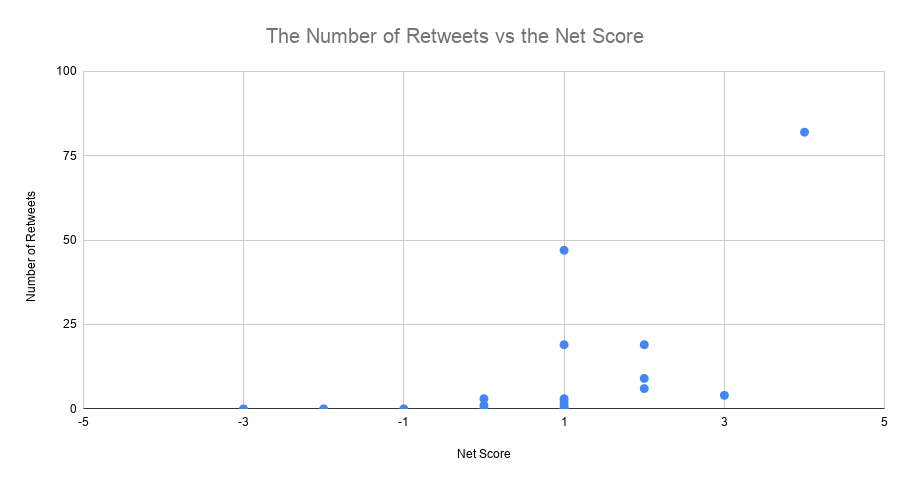 The Number of Retweets vs the Net Score
Number of Retweets
100
75
50
25
0
-5 -3 -1 1 3 5
Net Score